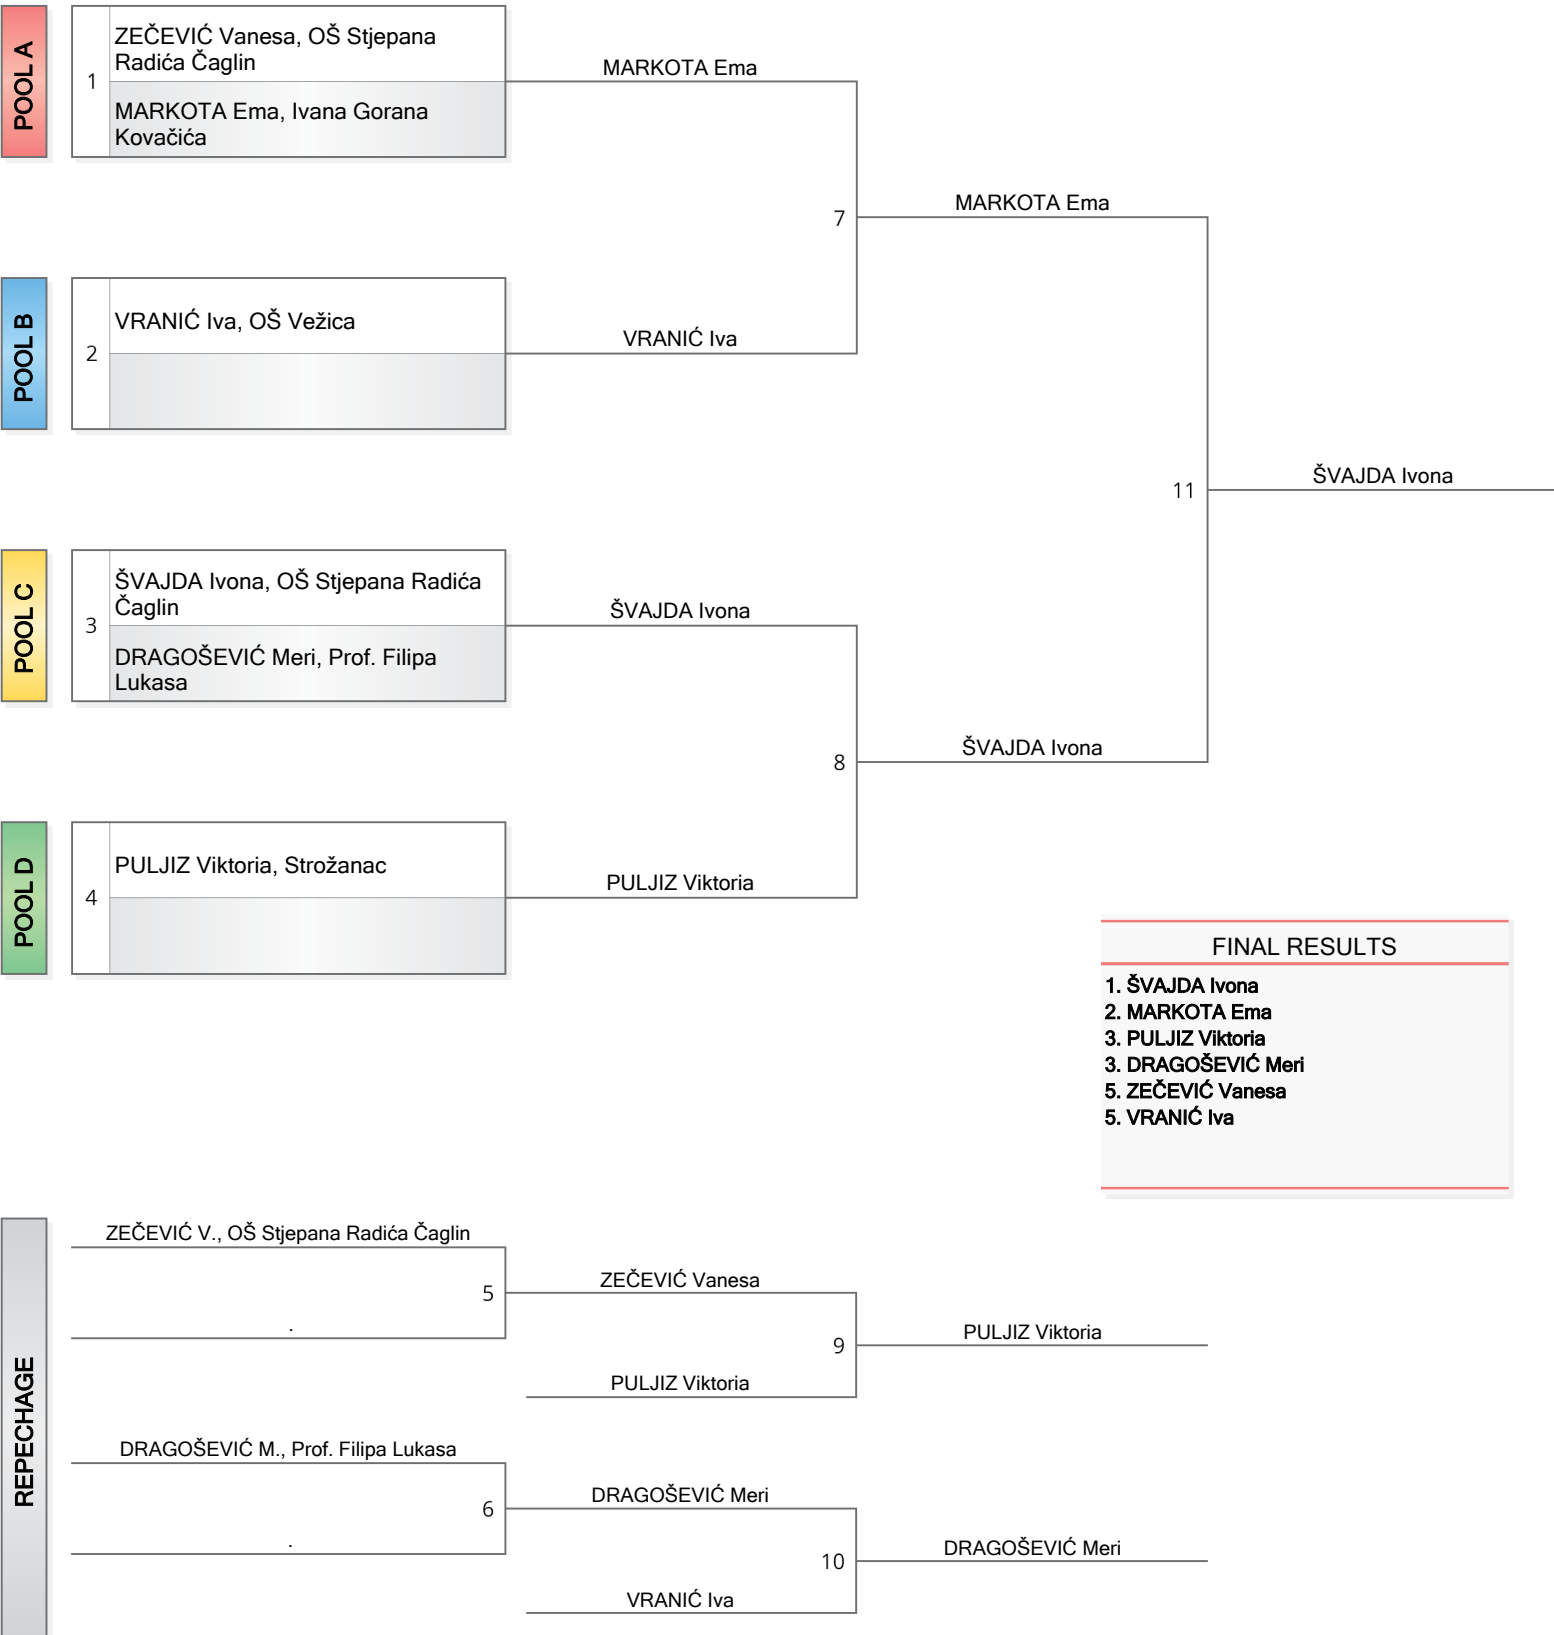 POOL A
1
ZEČEVIĆ Vanesa, OŠ Stjepana
Radića Čaglin
MARKOTA Ema, Ivana Gorana
Kovačića
MARKOTA Ema
7
MARKOTA Ema
POOL B
2
VRANIĆ Iva, OŠ Vežica
VRANIĆ Iva
11
ŠVAJDA Ivona
POOL C
3
ŠVAJDA Ivona, OŠ Stjepana Radića
Čaglin
DRAGOŠEVIĆ Meri, Prof. Filipa
Lukasa
ŠVAJDA Ivona
8
ŠVAJDA Ivona
POOL D
4
PULJIZ Viktoria, Strožanac
PULJIZ Viktoria
FINAL RESULTS
1. ŠVAJDA Ivona
2. MARKOTA Ema
3. PULJIZ Viktoria
3. DRAGOŠEVIĆ Meri
5. ZEČEVIĆ Vanesa
5. VRANIĆ Iva
REPECHAGE
ZEČEVIĆ V., OŠ Stjepana Radića Čaglin
5
.
ZEČEVIĆ Vanesa
9
PULJIZ Viktoria
PULJIZ Viktoria
DRAGOŠEVIĆ M., Prof. Filipa Lukasa
6
.
DRAGOŠEVIĆ Meri
10
DRAGOŠEVIĆ Meri
VRANIĆ Iva